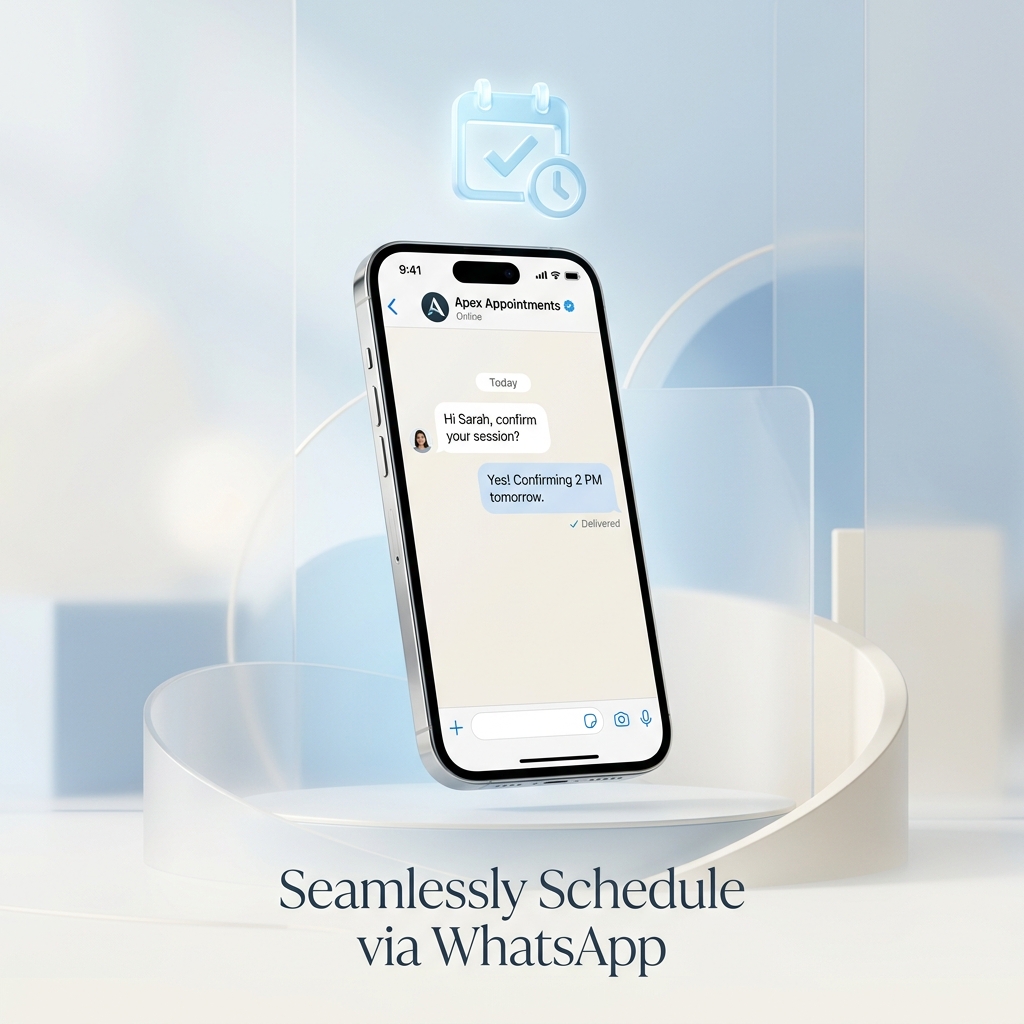 9:41
Apex Appointments
Online
Today
Hi Sarah, confirm
your session?
Yes! Confirming 2 PM
tomorrow.
Delivered
Seamlessly Schedule
via WhatsApp